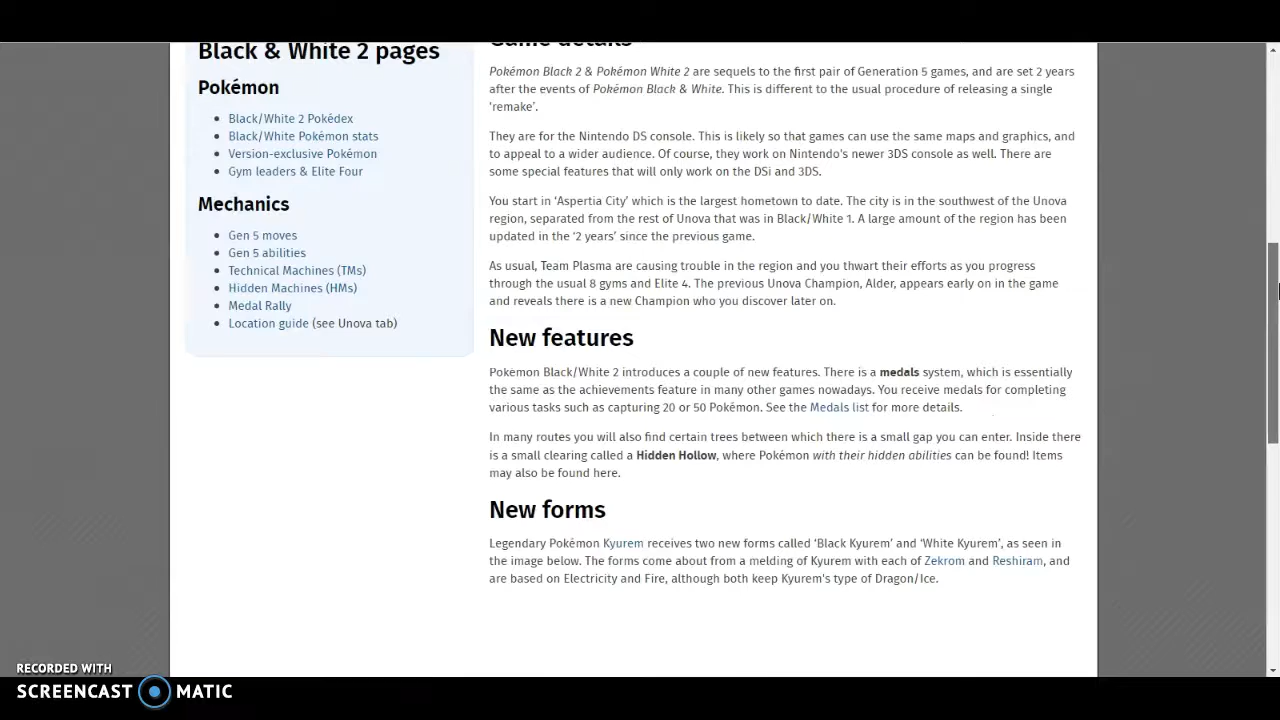 Black & White 2 pages
Pokémon
Black/White 2 Pokédex
Black/White Pokémon stats
Version-exclusive Pokémon
Gym leaders & Elite Four
Mechanics
Gen 5 moves
Gen 5 abilities
Technical Machines (TMs)
Hidden Machines (HMs)
Medal Rally
Location guide (see Unova tab)
Game details
Pokémon Black 2 & Pokémon White 2 are sequels to the first pair of Generation 5 games, and are set 2 years
after the events of Pokémon Black & White. This is different to the usual procedure of releasing a single
‘remake’.
They are for the Nintendo DS console. This is likely so that games can use the same maps and graphics, and
to appeal to a wider audience. Of course, they work on Nintendo's newer 3DS console as well. There are
some special features that will only work on the DSi and 3DS.
You start in ‘Aspertia City’ which is the largest hometown to date. The city is in the southwest of the Unova
region, separated from the rest of Unova that was in Black/White 1. A large amount of the region has been
updated in the ‘2 years’ since the previous game.
As usual, Team Plasma are causing trouble in the region and you thwart their efforts as you progress
through the usual 8 gyms and Elite 4. The previous Unova Champion, Alder, appears early on in the game
and reveals there is a new Champion who you discover later on.
New features
Pokemon Black/White 2 introduces a couple of new features. There is a medals system, which is essentially
the same as the achievements feature in many other games nowadays. You receive medals for completing
various tasks such as capturing 20 or 50 Pokémon. See the Medals list for more details.
In many routes you will also find certain trees between which there is a small gap you can enter. Inside there
is a small clearing called a Hidden Hollow, where Pokémon with their hidden abilities can be found! Items
may also be found here.
New forms
Legendary Pokémon Kyurem receives two new forms called ‘Black Kyurem’ and ‘White Kyurem’, as seen in
the image below. The forms come about from a melding of Kyurem with each of Zekrom and Reshiram, and
are based on Electricity and Fire, although both keep Kyurem's type of Dragon/Ice.
RECORDED WITH
SCREENCAST MATIC